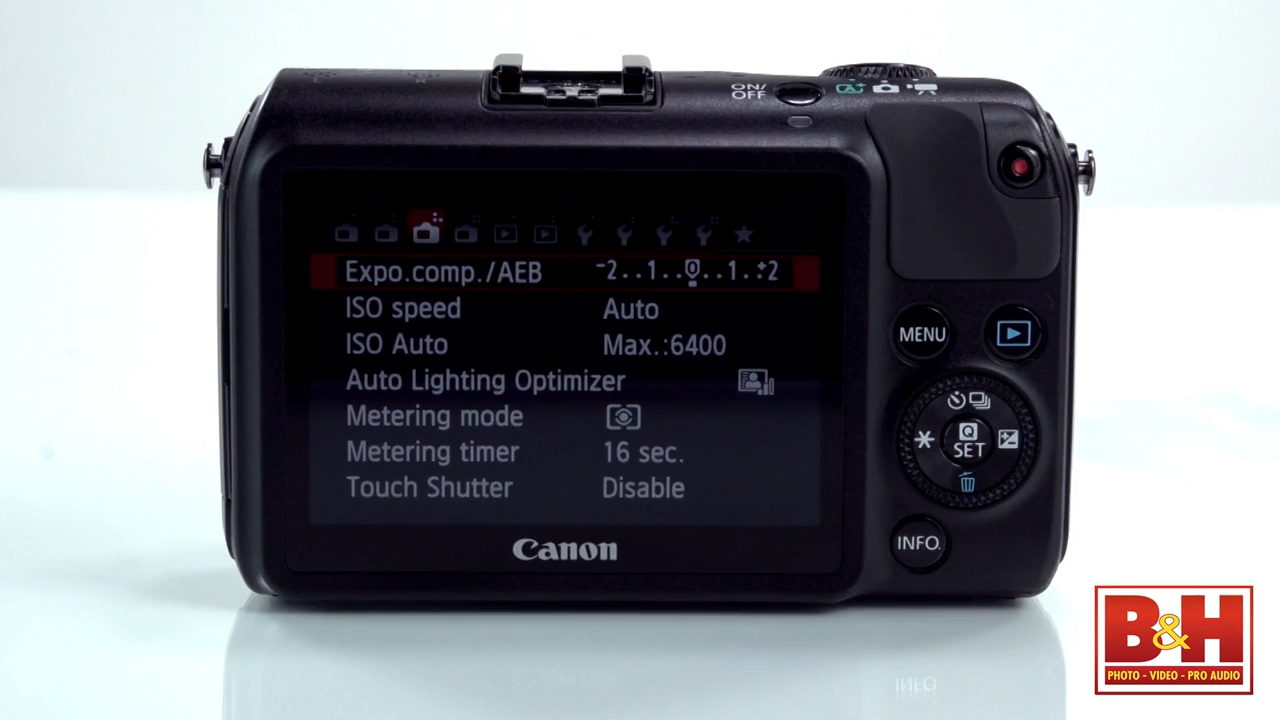 ON/
OFF
A+
Expo.comp./AEB -2..1..0..1..+2
ISO speed Auto
ISO Auto Max.:6400
Auto Lighting Optimizer
Metering mode
Metering timer 16 sec.
Touch Shutter Disable
Canon
MENU
Q
SET
INFO.
B&H
PHOTO - VIDEO - PRO AUDIO
INFO